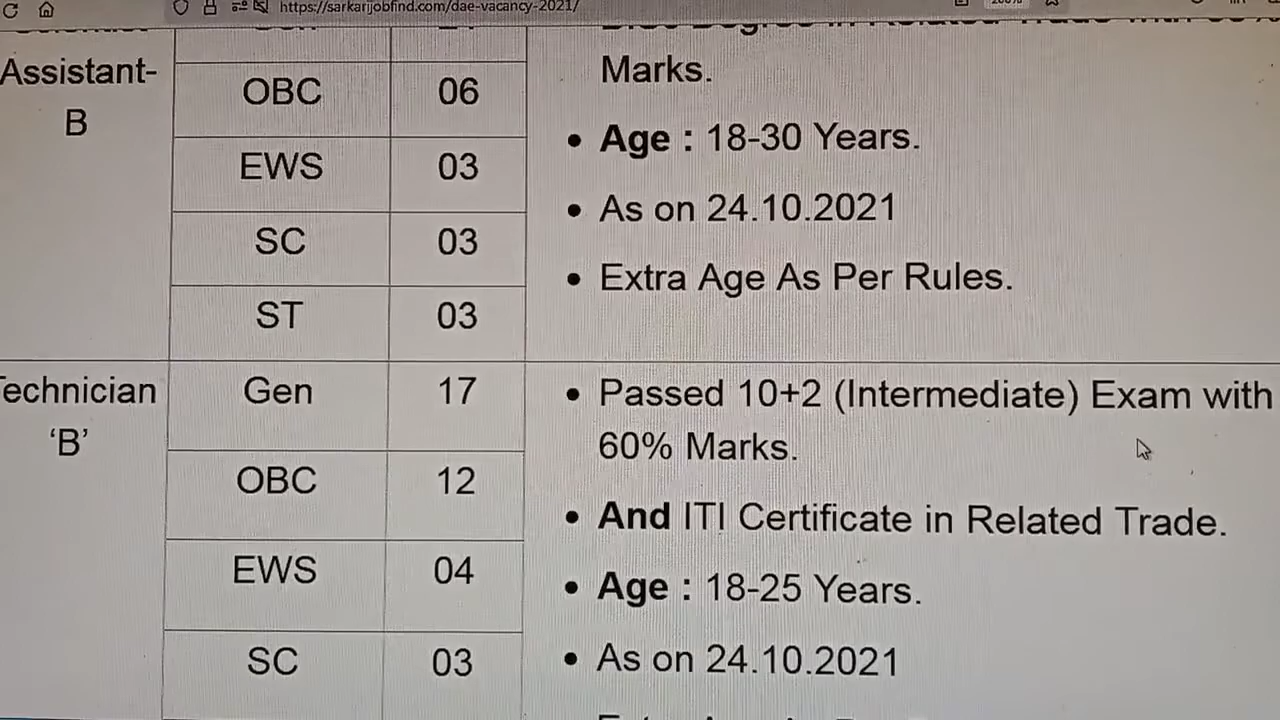 https://sarkarijobfind.com/dae-vacancy-2021/
Assistant-
B
OBC 06
EWS 03
SC 03
ST 03
Marks.
• Age : 18-30 Years.
• As on 24.10.2021
• Extra Age As Per Rules.
echnician
‘B’
Gen 17
OBC 12
EWS 04
SC 03
• Passed 10+2 (Intermediate) Exam with
60% Marks.
• And ITI Certificate in Related Trade.
• Age : 18-25 Years.
• As on 24.10.2021